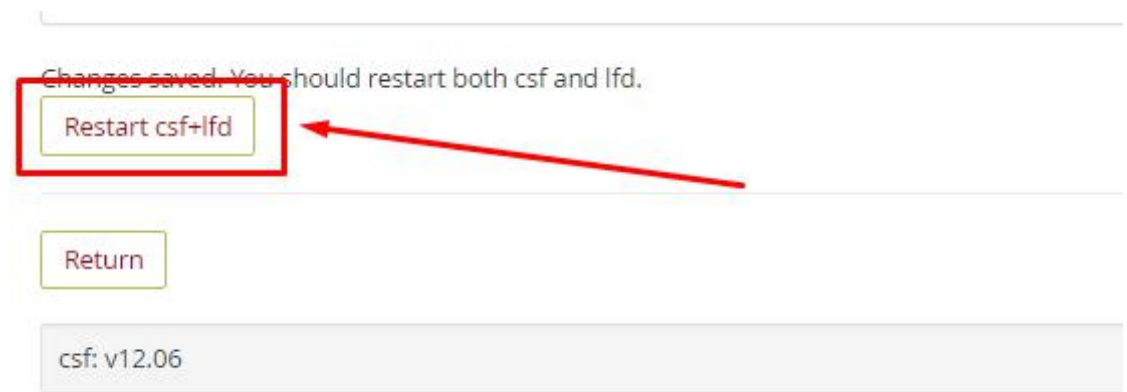 Changes saved. You should restart both csf and lfd.
Restart csf+lfd
Return
csf: v12.06